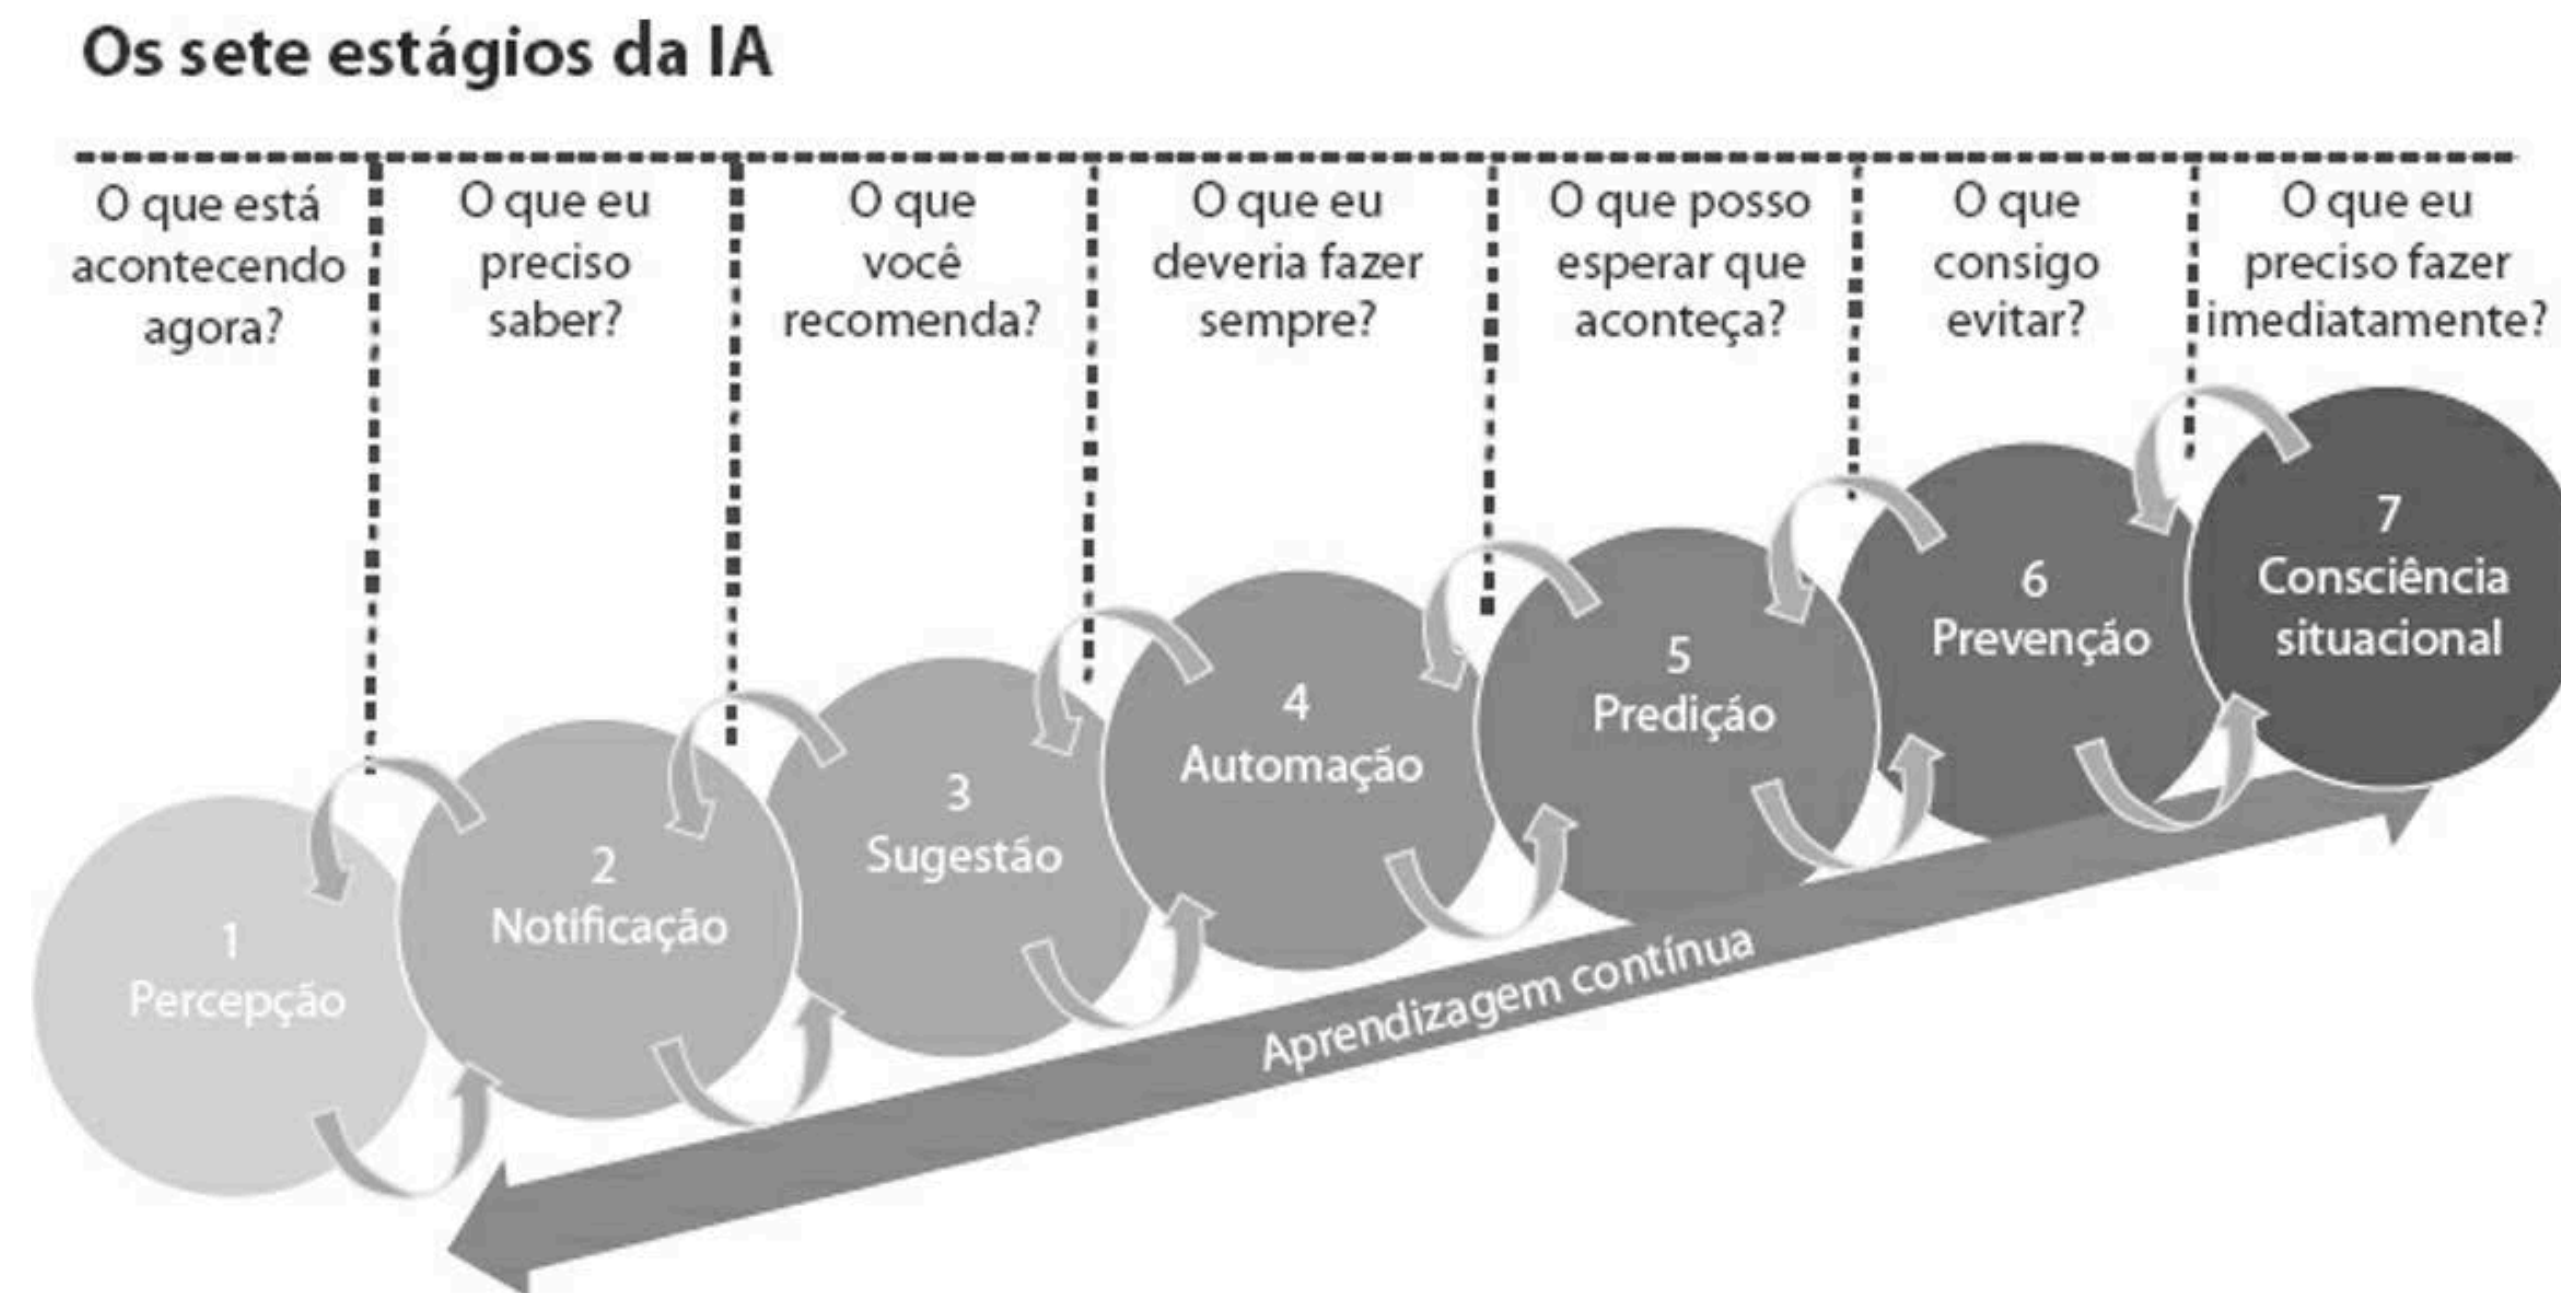 Os sete estágios da IA
O que está
acontecendo
agora?
O que eu
preciso
saber?
O que
você
recomenda?
O que eu
deveria fazer
sempre?
O que posso
esperar que
aconteça?
O que
consigo
evitar?
O que eu
preciso fazer
imediatamente?
1
Percepção
2
Notificação
3
Sugestão
4
Automação
5
Predição
6
Prevenção
7
Consciência
situacional
Aprendizagem contínua